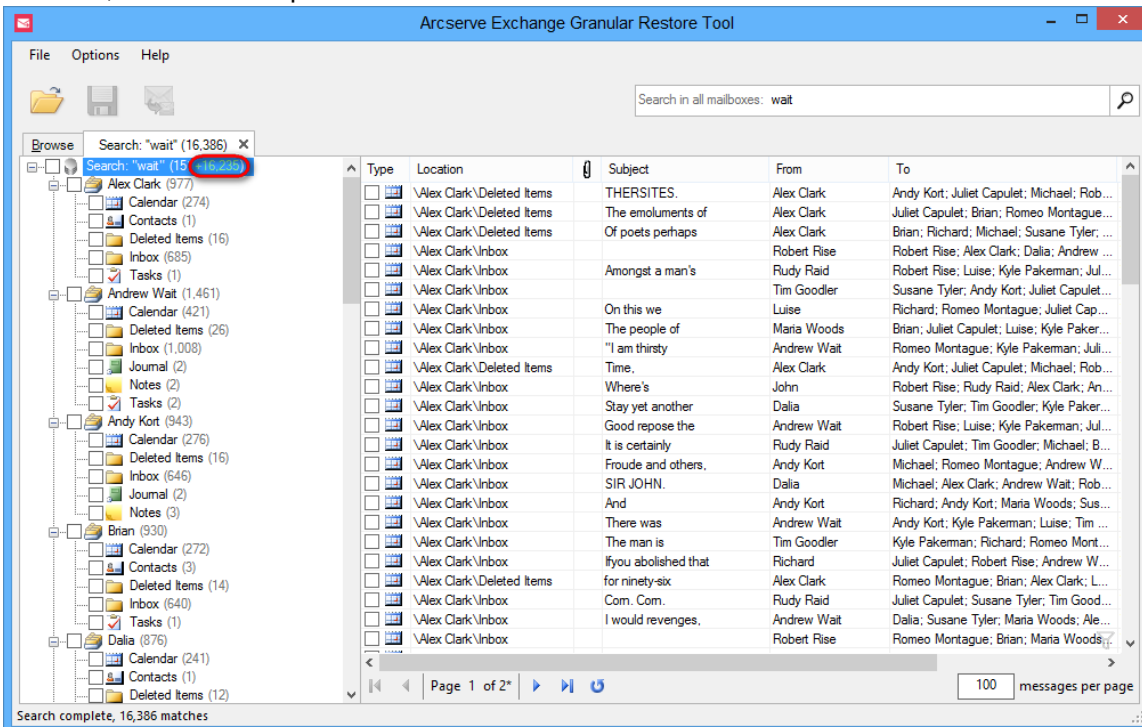 Arcserve Exchange Granular Restore Tool
File Options Help
Search in all mailboxes: wait
Browse Search: "wait" (16,386)
Search: "wait" (15 +16,235)
Alex Clark (977)
Calendar (274)
Contacts (1)
Deleted Items (16)
Inbox (685)
Tasks (1)
Andrew Wait (1,461)
Calendar (421)
Deleted Items (26)
Inbox (1,008)
Journal (2)
Notes (2)
Tasks (2)
Andy Kort (943)
Calendar (276)
Deleted Items (16)
Inbox (646)
Journal (2)
Notes (3)
Brian (930)
Calendar (272)
Contacts (3)
Deleted Items (14)
Inbox (640)
Tasks (1)
Dalia (876)
Calendar (241)
Contacts (1)
Deleted Items (12)
Type Location Subject From To
\Alex Clark\Deleted Items THERSITES. Alex Clark Andy Kort; Juliet Capulet; Michael; Rob...
\Alex Clark\Deleted Items The emoluments of Alex Clark Juliet Capulet; Brian; Romeo Montague...
\Alex Clark\Deleted Items Of poets perhaps Alex Clark Brian; Richard; Michael; Susane Tyler; ...
\Alex Clark\Inbox Robert Rise Robert Rise; Alex Clark; Dalia; Andrew ...
\Alex Clark\Inbox Amongst a man's Rudy Raid Robert Rise; Luise; Kyle Pakerman; Jul...
\Alex Clark\Inbox Tim Goodler Susane Tyler; Andy Kort; Juliet Capulet...
\Alex Clark\Inbox On this we Luise Richard; Romeo Montague; Juliet Cap...
\Alex Clark\Inbox The people of Maria Woods Brian; Juliet Capulet; Luise; Kyle Paker...
\Alex Clark\Inbox "I am thirsty Andrew Wait Romeo Montague; Kyle Pakerman; Juli...
\Alex Clark\Deleted Items Time, Alex Clark Andy Kort; Juliet Capulet; Michael; Rob...
\Alex Clark\Inbox Where's John Robert Rise; Rudy Raid; Alex Clark; An...
\Alex Clark\Inbox Stay yet another Dalia Susane Tyler; Tim Goodler; Kyle Paker...
\Alex Clark\Inbox Good repose the Andrew Wait Robert Rise; Luise; Kyle Pakerman; Jul...
\Alex Clark\Inbox It is certainly Rudy Raid Juliet Capulet; Tim Goodler; Michael; B...
\Alex Clark\Inbox Froude and others, Andy Kort Michael; Romeo Montague; Andrew W...
\Alex Clark\Inbox SIR JOHN. Dalia Michael; Alex Clark; Andrew Wait; Rob...
\Alex Clark\Inbox And Andy Kort Richard; Andy Kort; Maria Woods; Sus...
\Alex Clark\Inbox There was Andrew Wait Andy Kort; Kyle Pakerman; Luise; Tim ...
\Alex Clark\Inbox The man is Tim Goodler Kyle Pakerman; Richard; Romeo Mont...
\Alex Clark\Inbox Ifyou abolished that Richard Juliet Capulet; Robert Rise; Andrew W...
\Alex Clark\Deleted Items for ninety-six Alex Clark Romeo Montague; Brian; Alex Clark; L...
\Alex Clark\Inbox Com. Com. Rudy Raid Juliet Capulet; Susane Tyler; Tim Good...
\Alex Clark\Inbox I would revenges, Andrew Wait Dalia; Susane Tyler; Maria Woods; Ale...
\Alex Clark\Inbox Robert Rise Romeo Montague; Brian; Maria Woods;...
Page 1 of 2* 100 messages per page
Search complete, 16,386 matches